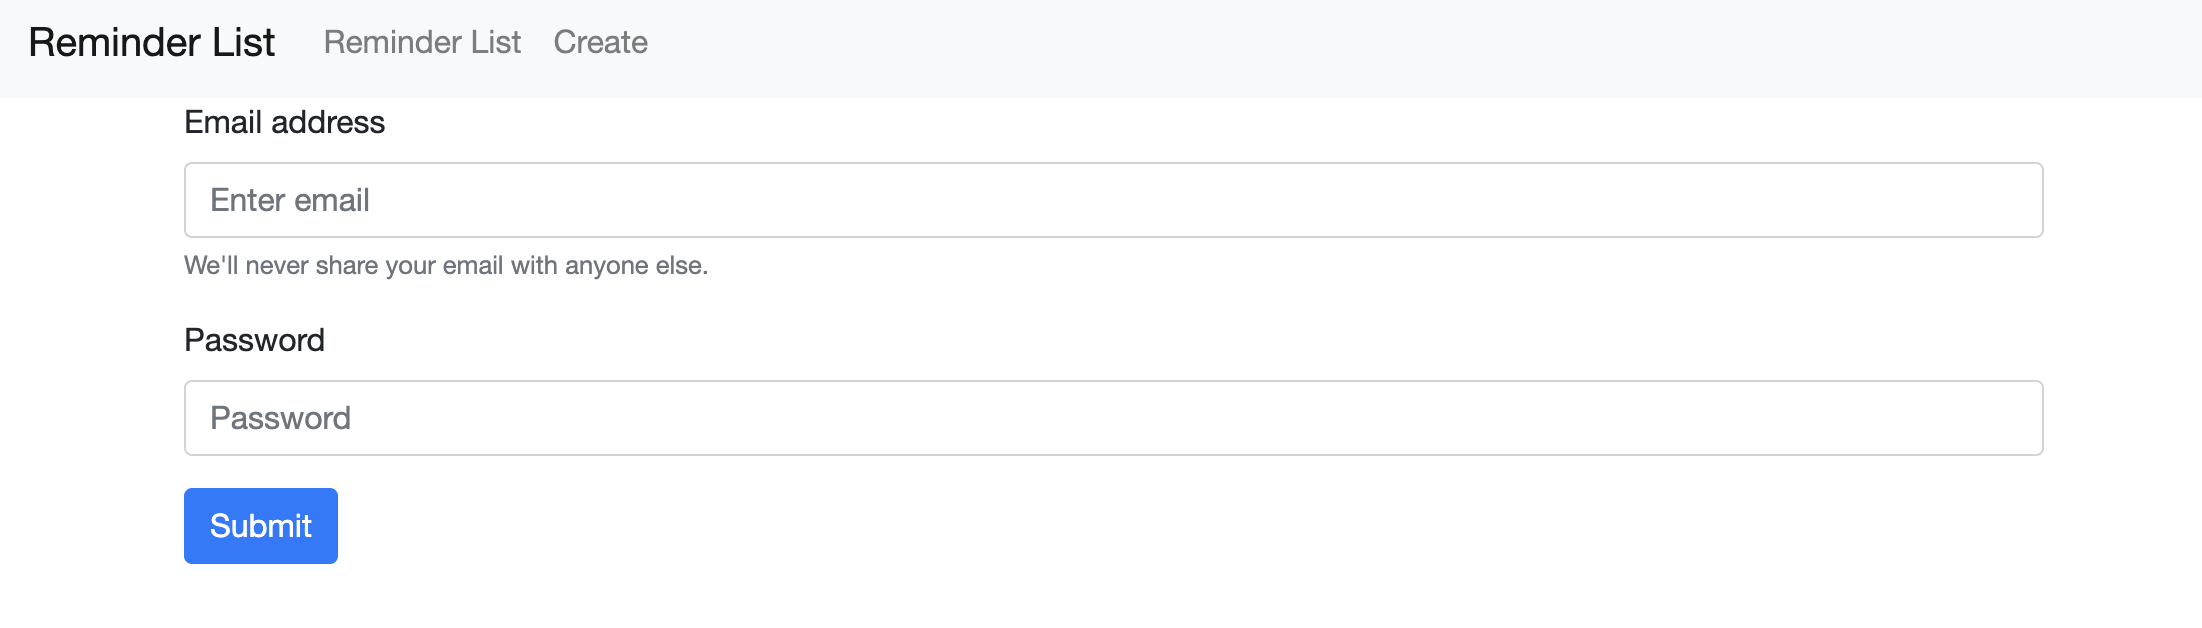 Reminder List Reminder List Create
Email address
Enter email
We'll never share your email with anyone else.
Password
Password
Submit